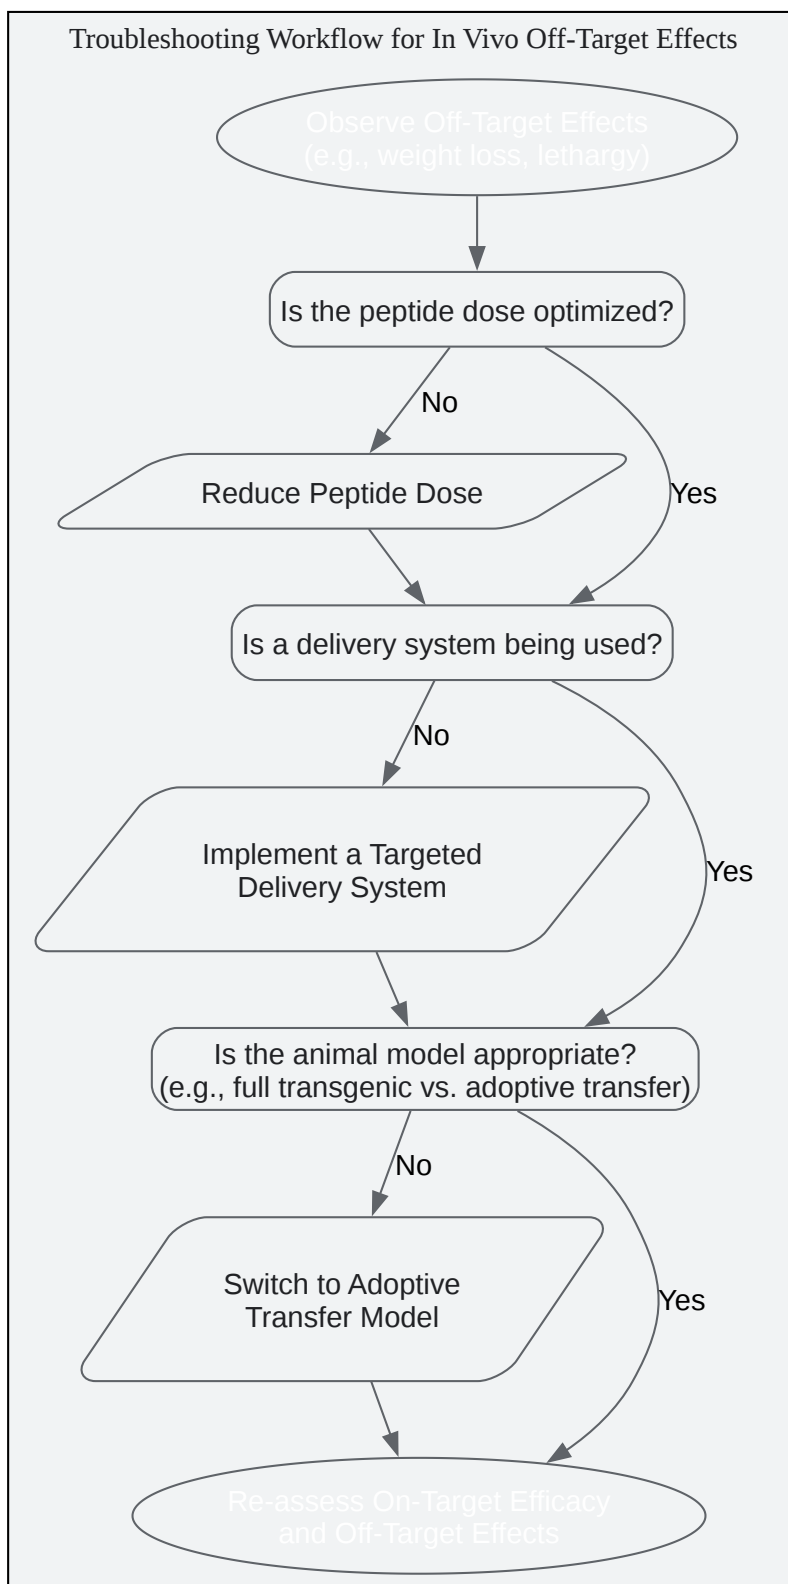 Troubleshooting Workflow for In Vivo Off-Target Effects
Observe Off-Target Effects
(e.g., weight loss, lethargy)
Is the peptide dose optimized?
No
Reduce Peptide Dose
Yes
Is a delivery system being used?
No
Implement a Targeted
Delivery System
Yes
Is the animal model appropriate?
(e.g., full transgenic vs. adoptive transfer)
No
Switch to Adoptive
Transfer Model
Yes
Re-assess On-Target Efficacy
and Off-Target Effects